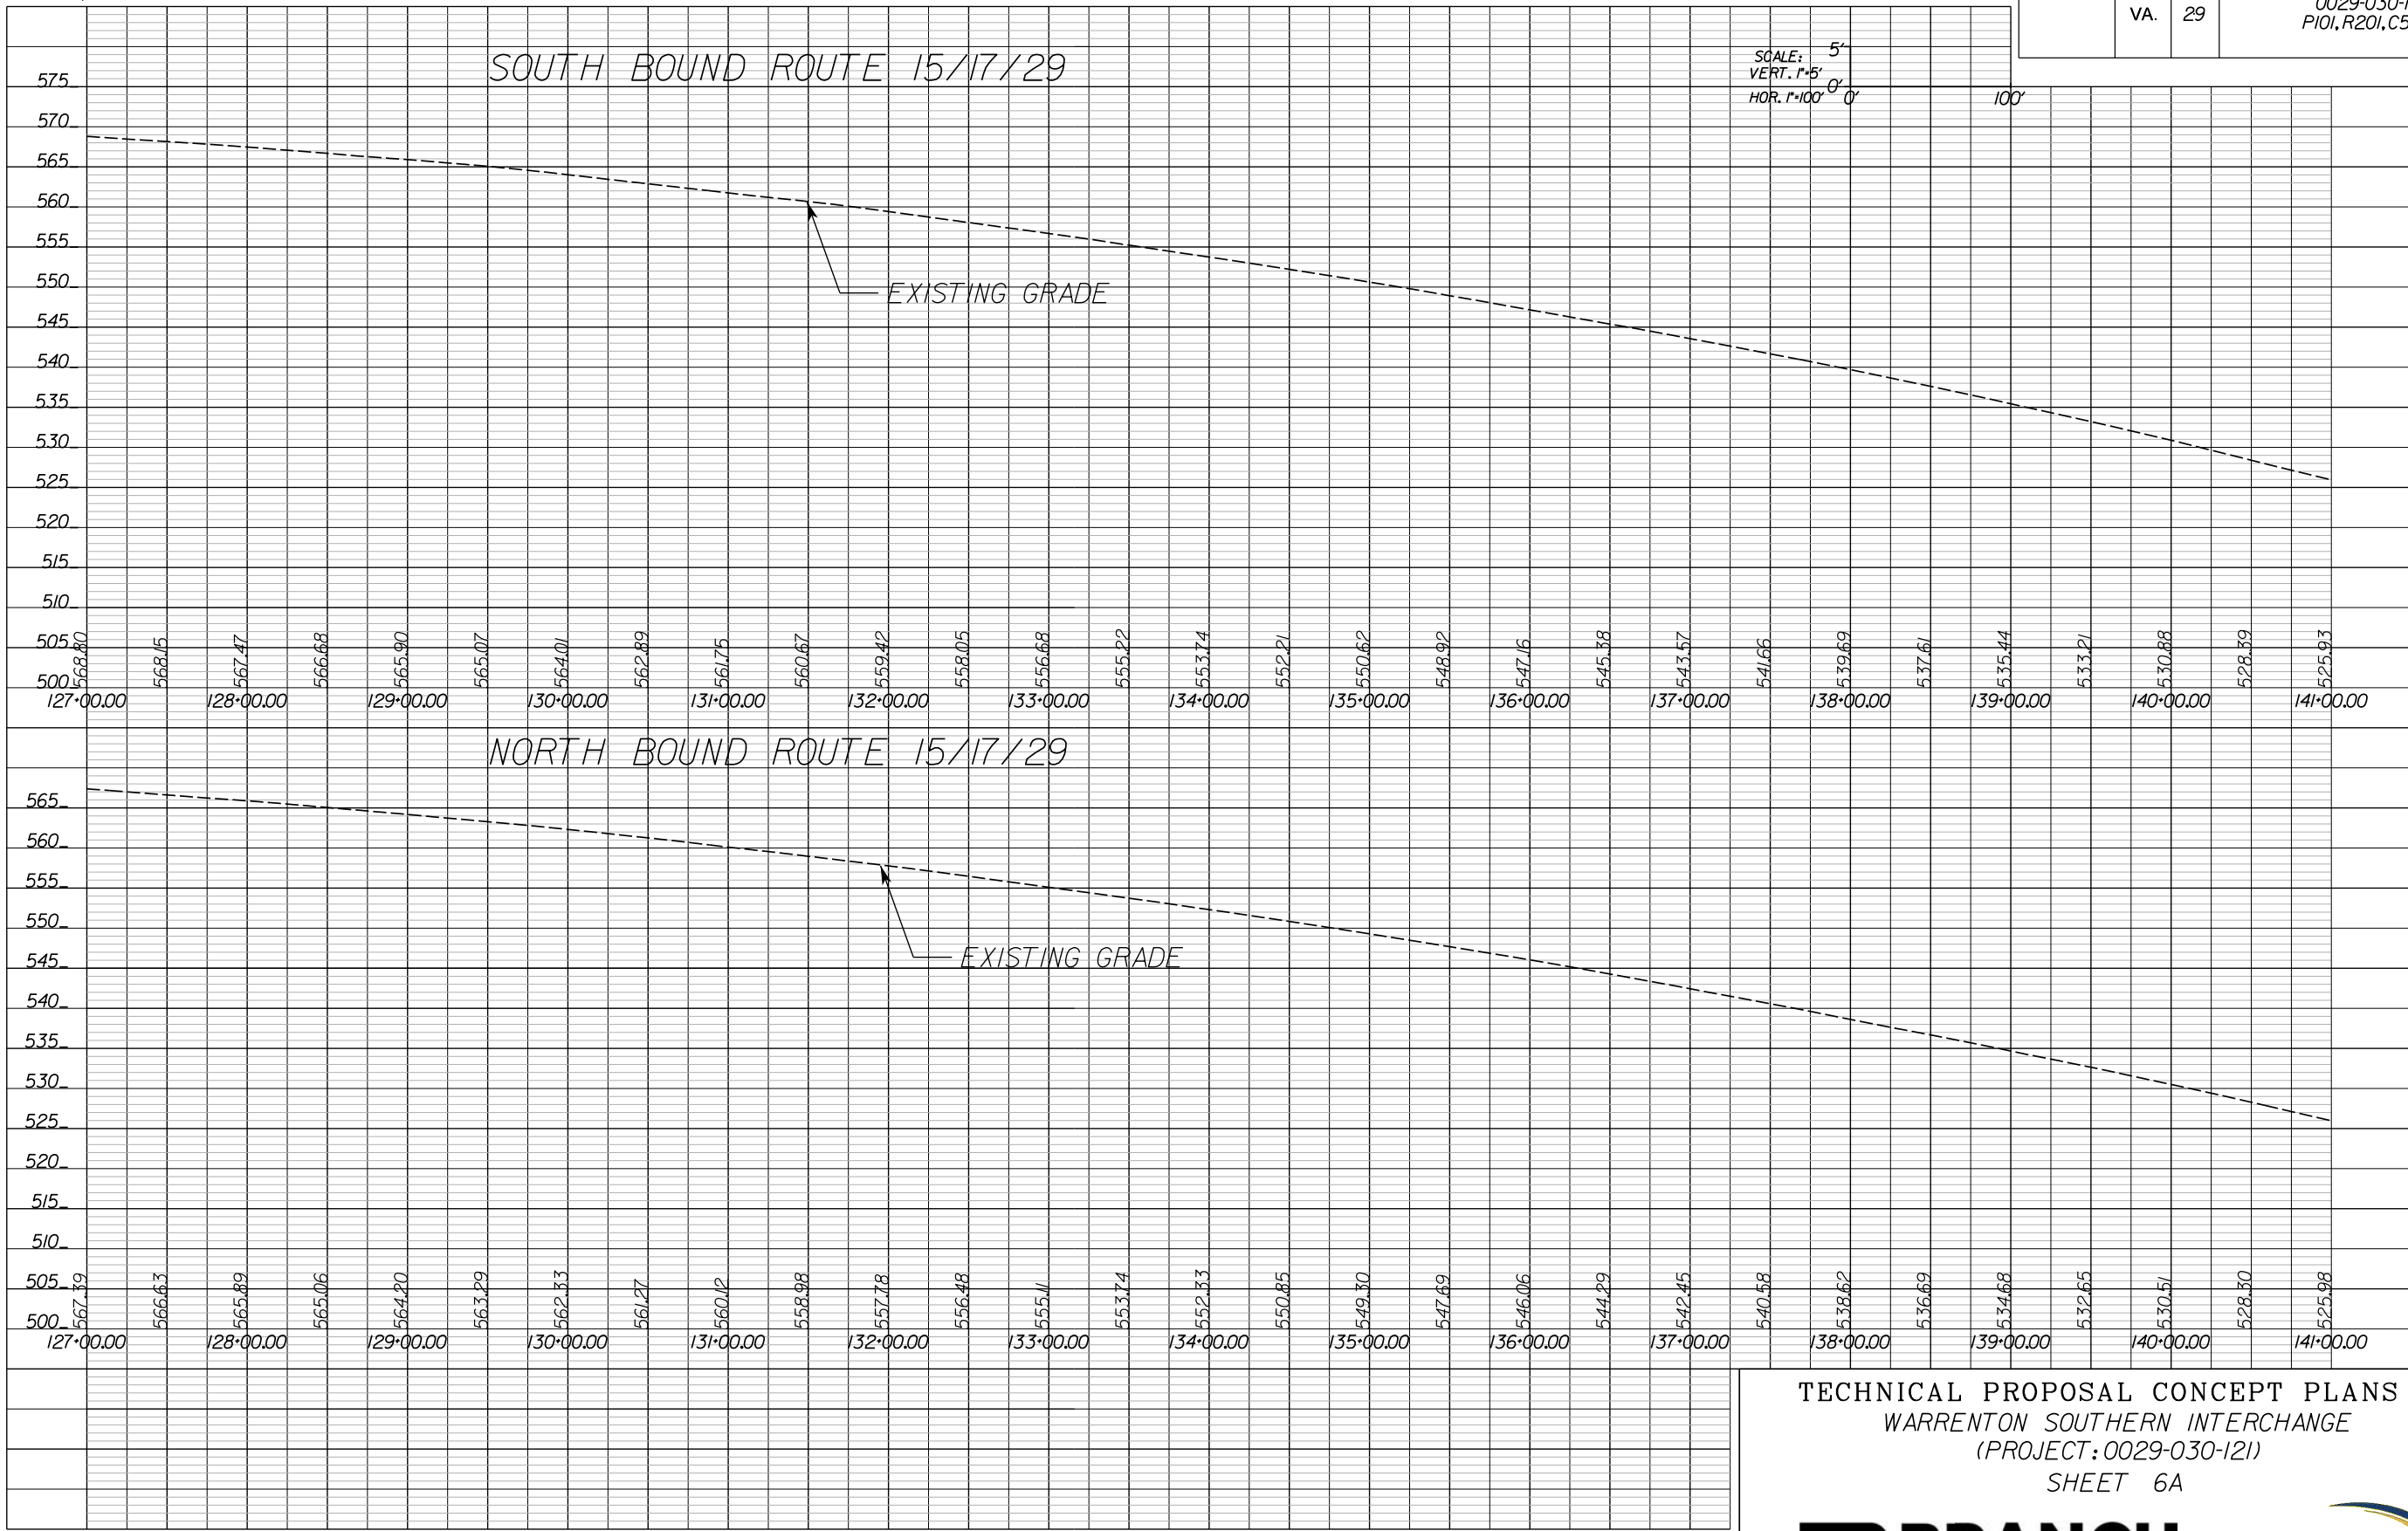 VA. 29
0029-030-1
P101, R201, C5
SOUTH BOUND ROUTE 15/17/29
SCALE: 5'
VERT. 1"=5'
0'
HOR. 1"=100' 0' 100'
575
570
565
560
555
550
545
540
535
530
525
520
515
510
505
500
EXISTING GRADE
568.80 568.15 567.47 566.68 565.90 565.07 564.01 562.89 561.75 560.67 559.42 558.05 556.68 555.22 553.74 552.21 550.62 548.92 547.16 545.38 543.57 541.66 539.69 537.61 535.44 533.21 530.88 528.39 525.93
127+00.00 128+00.00 129+00.00 130+00.00 131+00.00 132+00.00 133+00.00 134+00.00 135+00.00 136+00.00 137+00.00 138+00.00 139+00.00 140+00.00 141+00.00
NORTH BOUND ROUTE 15/17/29
565
560
555
550
545
540
535
530
525
520
515
510
505
500
EXISTING GRADE
567.39 566.63 565.89 565.06 564.20 563.29 562.33 561.27 560.12 558.98 557.78 556.48 555.11 553.74 552.33 550.85 549.30 547.69 546.06 544.29 542.45 540.58 538.62 536.69 534.68 532.65 530.51 528.30 525.98
127+00.00 128+00.00 129+00.00 130+00.00 131+00.00 132+00.00 133+00.00 134+00.00 135+00.00 136+00.00 137+00.00 138+00.00 139+00.00 140+00.00 141+00.00
TECHNICAL PROPOSAL CONCEPT PLANS
WARRENTON SOUTHERN INTERCHANGE
(PROJECT: 0029-030-121)
SHEET 6A
BRANCH